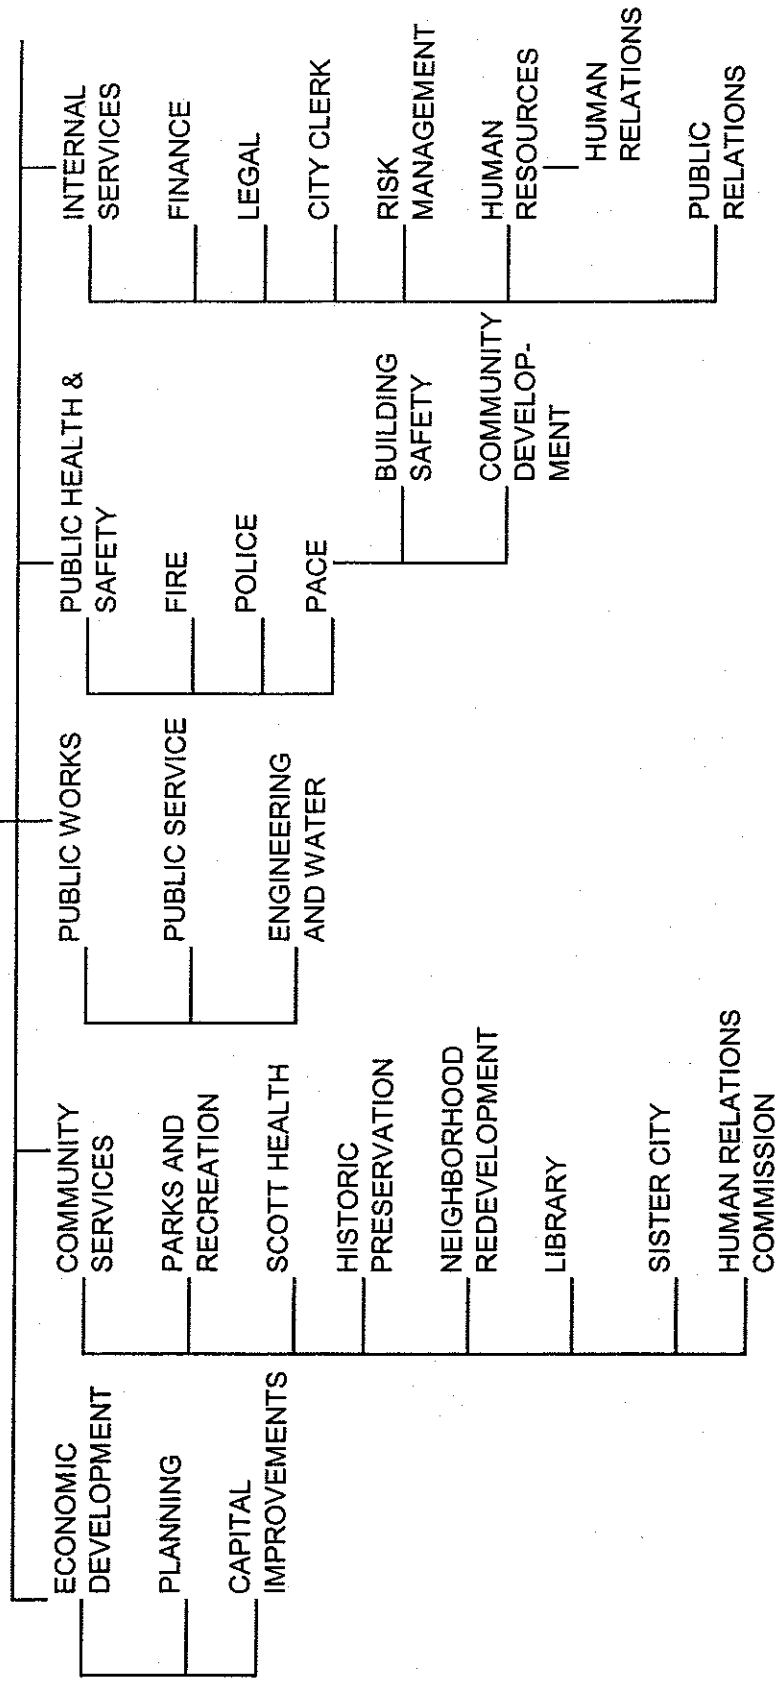 ECONOMIC
DEVELOPMENT
PLANNING
CAPITAL
IMPROVEMENTS
COMMUNITY
SERVICES
PARKS AND
RECREATION
SCOTT HEALTH
HISTORIC
PRESERVATION
NEIGHBORHOOD
REDEVELOPMENT
LIBRARY
SISTER CITY
HUMAN RELATIONS
COMMISSION
PUBLIC WORKS
PUBLIC SERVICE
ENGINEERING
AND WATER
PUBLIC HEALTH &
SAFETY
FIRE
POLICE
PACE
BUILDING
SAFETY
COMMUNITY
DEVELOP-
MENT
INTERNAL
SERVICES
FINANCE
LEGAL
CITY CLERK
RISK
MANAGEMENT
HUMAN
RESOURCES
HUMAN
RELATIONS
PUBLIC
RELATIONS